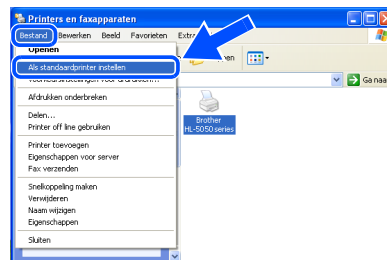 Printers en faxapparaten
Bestand Bewerken Beeld Favorieten Extra
Openen
Als standaardprinter instellen
Afdrukken onderbreken
Delen...
Printer off line gebruiken
Printer toevoegen
Eigenschappen voor server
Fax verzenden
Snelkoppeling maken
Verwijderen
Naam wijzigen
Eigenschappen
Sluiten
Ga naa
Brother
HL-5050 series